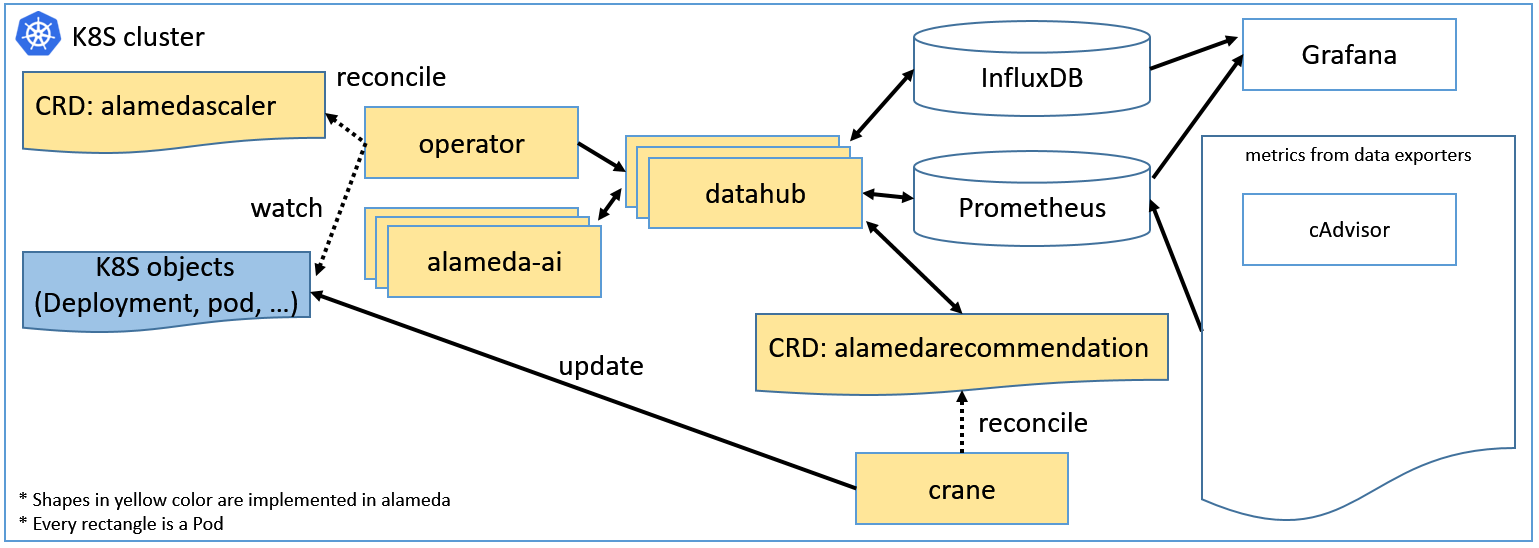 K8S cluster
reconcile
CRD: alamedascaler
operator
watch
alameda-ai
K8S objects
(Deployment, pod, …)
datahub
InfluxDB
Prometheus
Grafana
metrics from data exporters
cAdvisor
CRD: alamedarecommendation
update
reconcile
crane
* Shapes in yellow color are implemented in alameda
* Every rectangle is a Pod